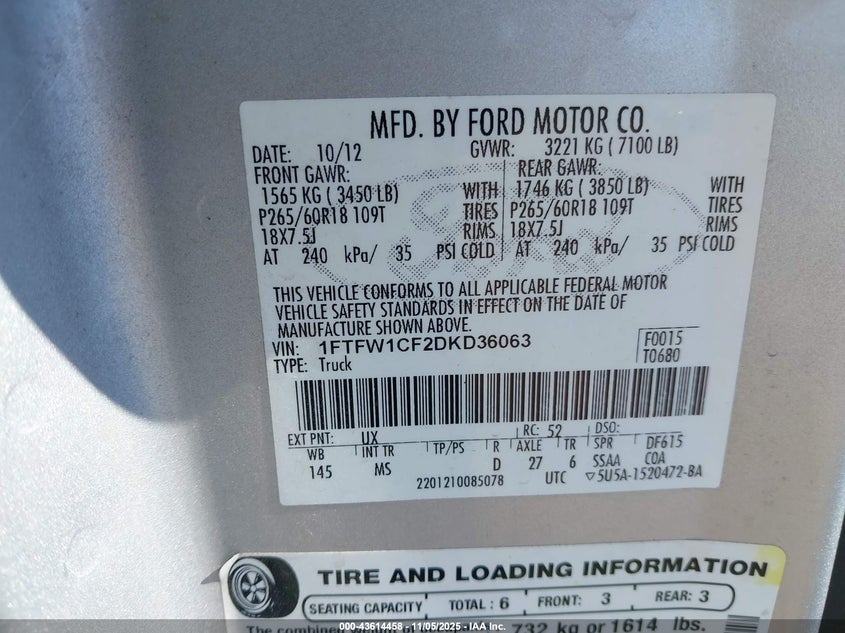 MFD. BY FORD MOTOR CO.
DATE: 10/12 GVWR: 3221 KG ( 7100 LB)
FRONT GAWR: REAR GAWR:
1565 KG ( 3450 LB) WITH 1746 KG ( 3850 LB) WITH
P265/60R18 109T TIRES P265/60R18 109T TIRES
18X7.5J RIMS 18X7.5J RIMS
AT 240 kPa/ 35 PSI COLD AT 240 kPa/ 35 PSI COLD
THIS VEHICLE CONFORMS TO ALL APPLICABLE FEDERAL MOTOR
VEHICLE SAFETY STANDARDS IN EFFECT ON THE DATE OF
MANUFACTURE SHOWN ABOVE.
VIN: 1FTFW1CF2DKD36063 F0015
TYPE: Truck T0680
EXT PNT: UX RC: 52 DSO:
WB INT TR TP/PS R AXLE TR SPR DF615
145 MS D 27 6 SSAA COA
2201210085078 UTC ▽5U5A-1520472-BA
TIRE AND LOADING INFORMATION
SEATING CAPACITY TOTAL : 6 FRONT: 3 REAR: 3
The combined weight of 732 kg or 1614 lbs.
000-43614458 - 11/05/2025 - IAA Inc.